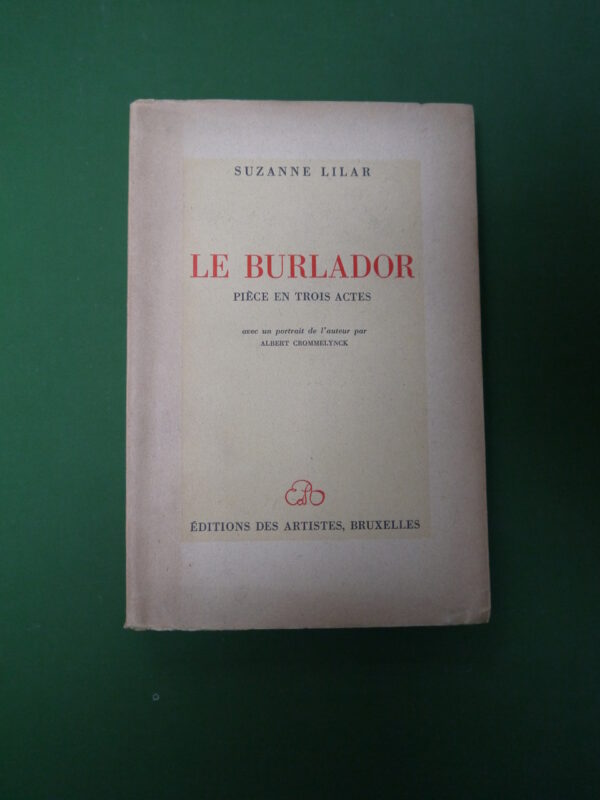 SUZANNE LILAR
LE BURLADOR
PIÈCE EN TROIS ACTES
avec un portrait de l'auteur par
ALBERT CROMMELYNCK
ÉDITIONS DES ARTISTES, BRUXELLES